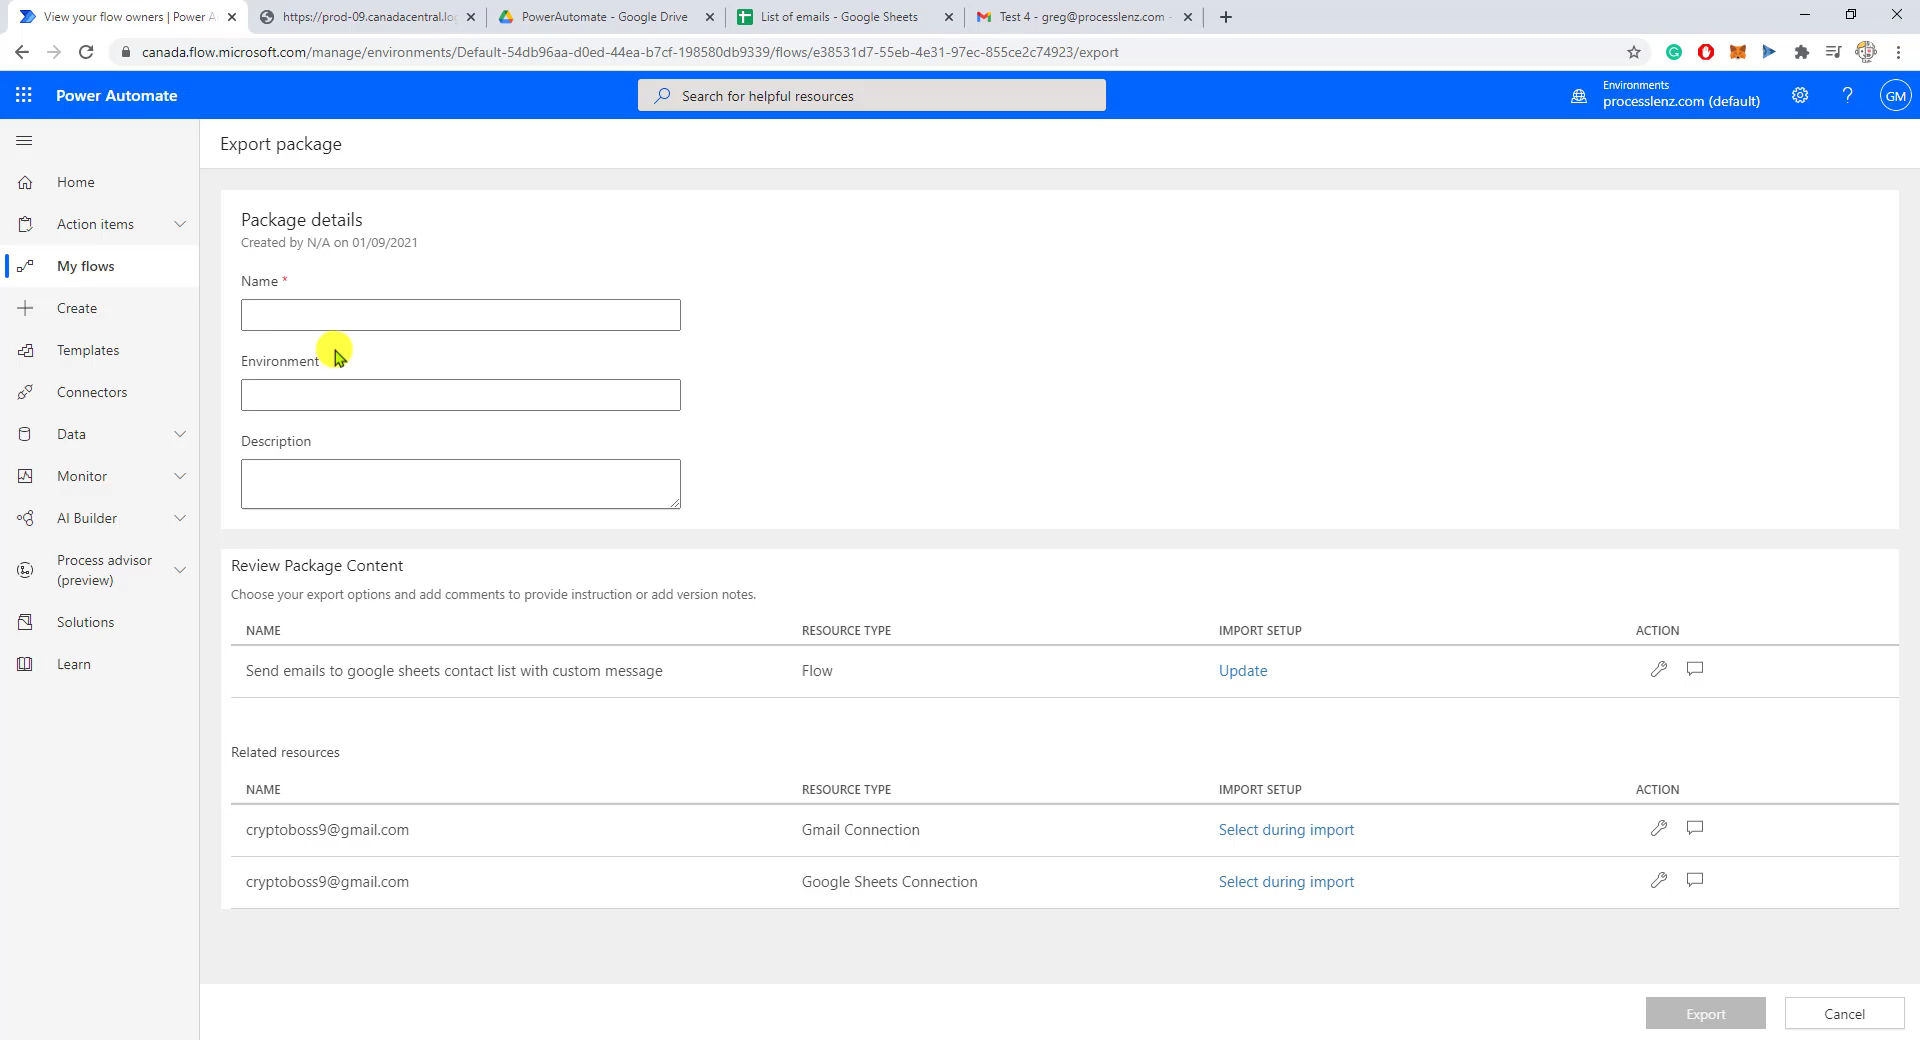 View your flow owners | Power A
https://prod-09.canadacentral.lo
PowerAutomate - Google Drive
List of emails - Google Sheets
Test 4 - greg@processlenz.com -
canada.flow.microsoft.com/manage/environments/Default-54db96aa-d0ed-44ea-b7cf-198580db9339/flows/e38531d7-55eb-4e31-97ec-855ce2c74923/export
Power Automate
Search for helpful resources
Environments
processlenz.com (default)
?
GM
Export package
Home
Action items
My flows
Create
Templates
Connectors
Data
Monitor
AI Builder
Process advisor
(preview)
Solutions
Learn
Package details
Created by N/A on 01/09/2021
Name *
Environment
Description
Review Package Content
Choose your export options and add comments to provide instruction or add version notes.
NAME RESOURCE TYPE IMPORT SETUP ACTION
Send emails to google sheets contact list with custom message Flow Update
Related resources
NAME RESOURCE TYPE IMPORT SETUP ACTION
cryptoboss9@gmail.com Gmail Connection Select during import
cryptoboss9@gmail.com Google Sheets Connection Select during import
Export Cancel